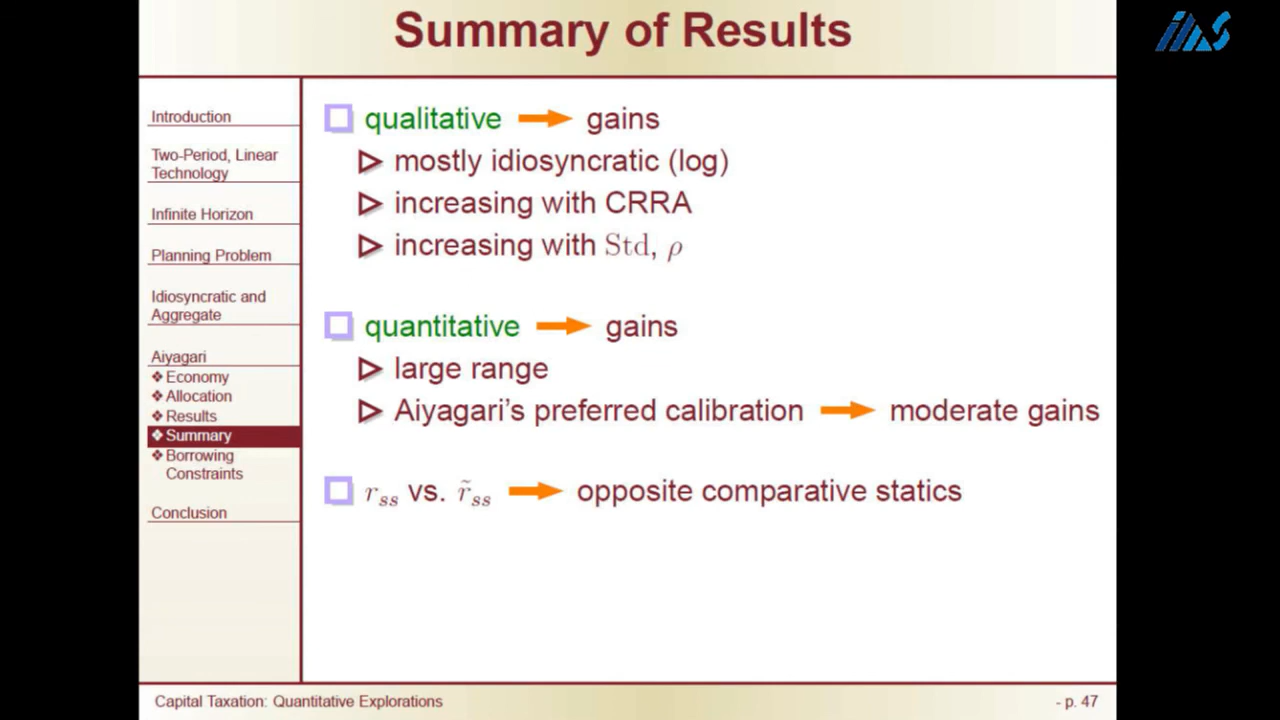 Summary of Results
IIAS
Introduction
Two-Period, Linear
Technology
Infinite Horizon
Planning Problem
Idiosyncratic and
Aggregate
Aiyagari
❖ Economy
❖ Allocation
❖ Results
❖ Summary
❖ Borrowing
Constraints
Conclusion
qualitative → gains
mostly idiosyncratic (log)
increasing with CRRA
increasing with Std, ρ
quantitative → gains
large range
Aiyagari's preferred calibration → moderate gains
r_ss vs. r̃_ss → opposite comparative statics
Capital Taxation: Quantitative Explorations
- p. 47